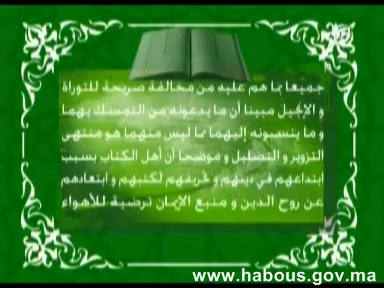 جميعا بما هم عليه من مخالفة صريحة للتوراة
و الإنجيل مبينا أن ما يدعونه من التمسك بهما
و ما ينسبونه إليهما مما ليس منهما هو منتهى
التزوير و التضليل و موضحا أن أهل الكتاب بسبب
ابتداعهم في دينهم و تحريفهم لكتبهم و ابتعادهم
عن روح الدين و منبع الإيمان ترضية للأهواء
www.habous.gov.ma